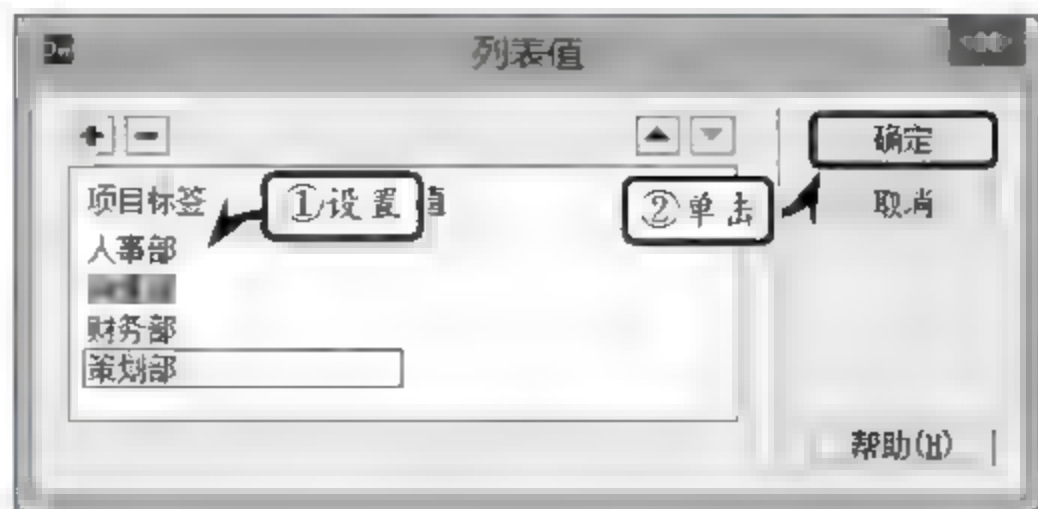 Dw 列表值
+ - 确定
项目标签 ①设置 值 ②单击 取消
人事部
财务部
策划部
帮助(H)